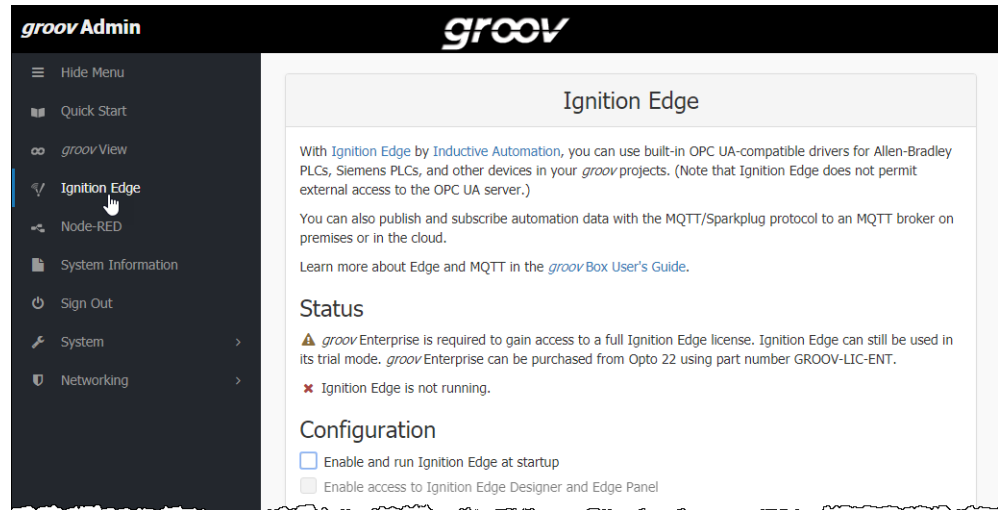 groov Admin
groov
Hide Menu
Quick Start
groov View
Ignition Edge
Node-RED
System Information
Sign Out
System
Networking
Ignition Edge
With Ignition Edge by Inductive Automation, you can use built-in OPC UA-compatible drivers for Allen-Bradley
PLCs, Siemens PLCs, and other devices in your groov projects. (Note that Ignition Edge does not permit
external access to the OPC UA server.)
You can also publish and subscribe automation data with the MQTT/Sparkplug protocol to an MQTT broker on
premises or in the cloud.
Learn more about Edge and MQTT in the groov Box User's Guide.
Status
groov Enterprise is required to gain access to a full Ignition Edge license. Ignition Edge can still be used in
its trial mode. groov Enterprise can be purchased from Opto 22 using part number GROOV-LIC-ENT.
Ignition Edge is not running.
Configuration
Enable and run Ignition Edge at startup
Enable access to Ignition Edge Designer and Edge Panel